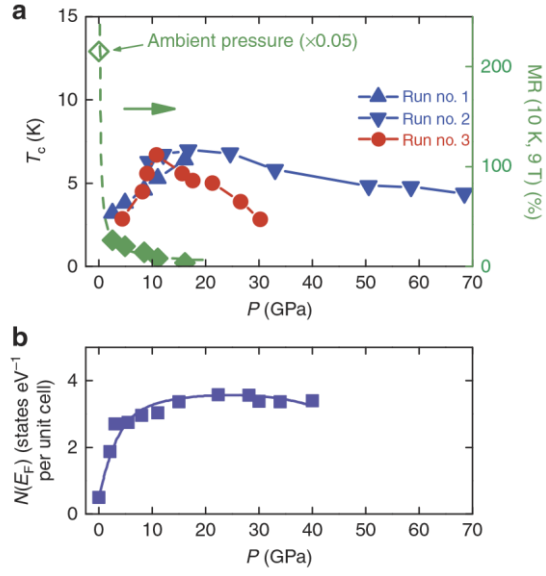 a
15
10
5
0
Tc (K)
Ambient pressure (×0.05)
Run no. 1
Run no. 2
Run no. 3
200
100
0
MR (10 K, 9 T) (%)
0 10 20 30 40 50 60 70
P (GPa)
b
4
2
0
N(EF) (states eV−1
per unit cell)
0 10 20 30 40 50 60 70
P (GPa)